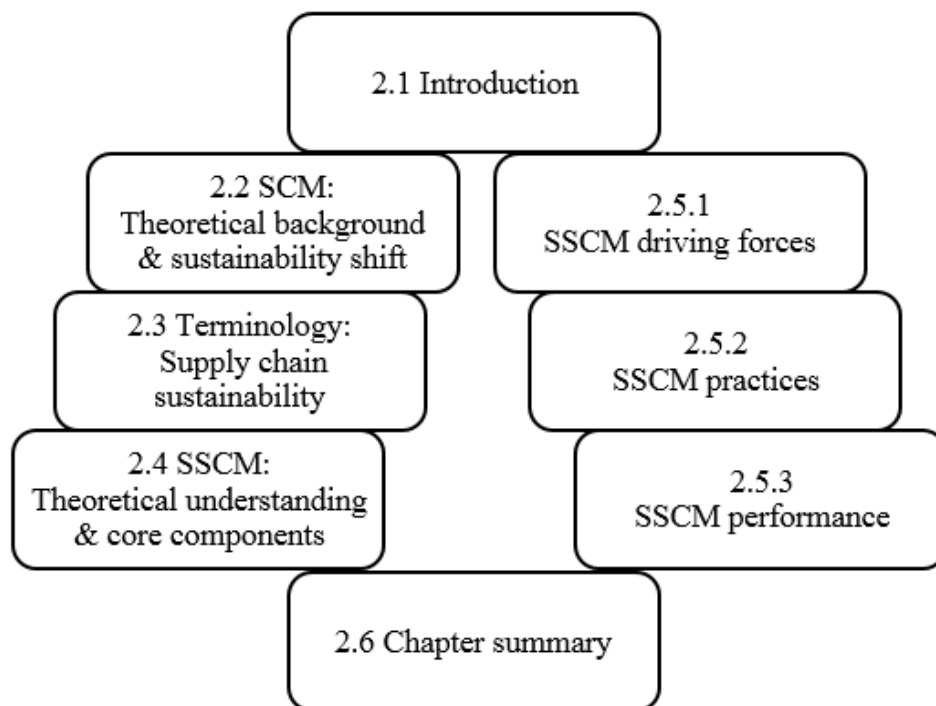 2.1 Introduction
2.2 SCM:
Theoretical background
& sustainability shift
2.3 Terminology:
Supply chain
sustainability
2.4 SSCM:
Theoretical understanding
& core components
2.5.1
SSCM driving forces
2.5.2
SSCM practices
2.5.3
SSCM performance
2.6 Chapter summary